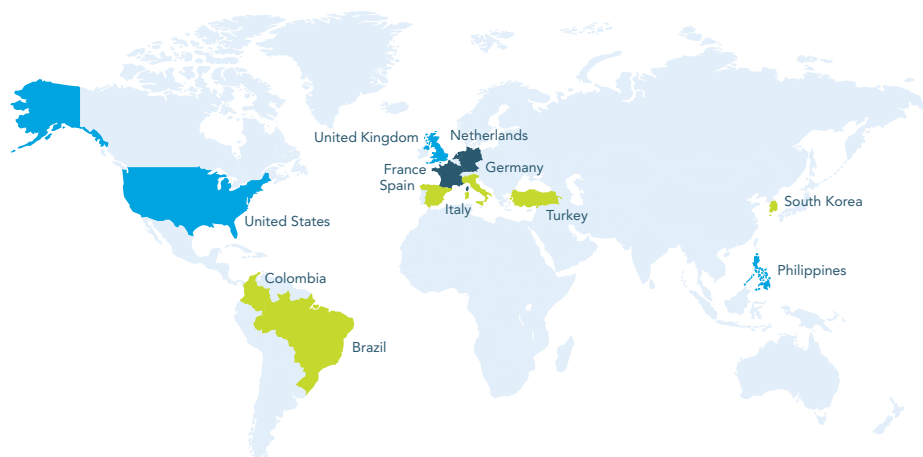 United Kingdom
Netherlands
France
Germany
Spain
Italy
Turkey
South Korea
United States
Philippines
Colombia
Brazil